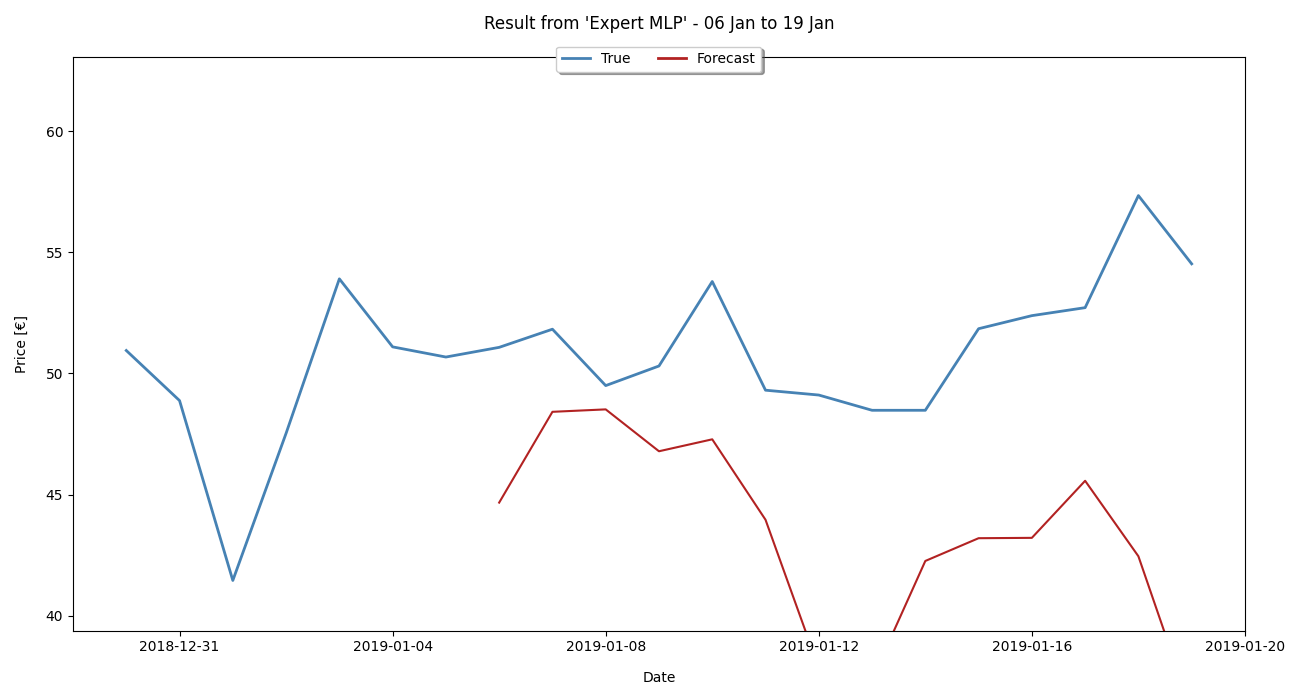 Result from 'Expert MLP' - 06 Jan to 19 Jan
True Forecast
60
55
50
45
40
Price [€]
2018-12-31 2019-01-04 2019-01-08 2019-01-12 2019-01-16 2019-01-20
Date